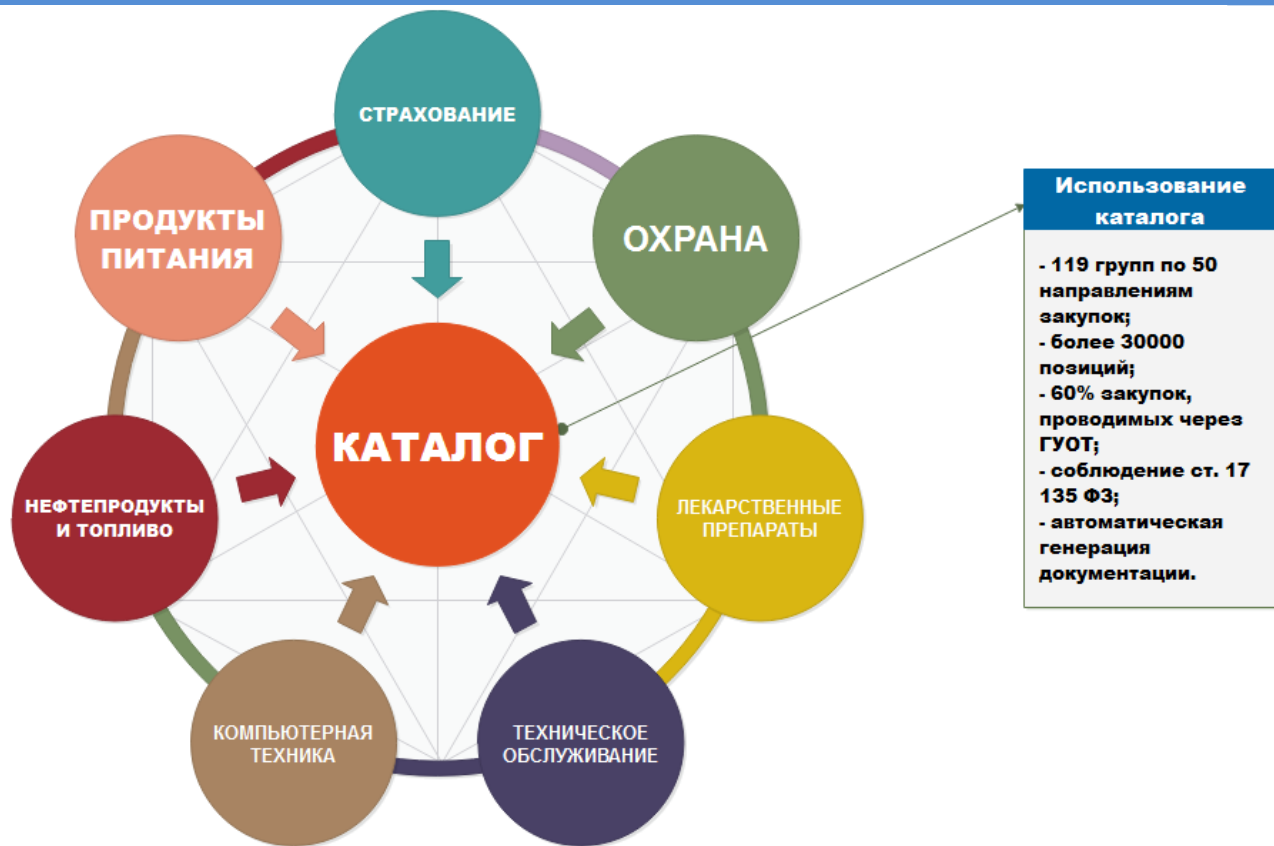 СТРАХОВАНИЕ
ПРОДУКТЫ
ПИТАНИЯ
ОХРАНА
КАТАЛОГ
НЕФТЕПРОДУКТЫ
И ТОПЛИВО
ЛЕКАРСТВЕННЫЕ
ПРЕПАРАТЫ
КОМПЬЮТЕРНАЯ
ТЕХНИКА
ТЕХНИЧЕСКОЕ
ОБСЛУЖИВАНИЕ
Использование
каталога
- 119 групп по 50
направлениям
закупок;
- более 30000
позиций;
- 60% закупок,
проводимых через
ГУОТ;
- соблюдение ст. 17
135 ФЗ;
- автоматическая
генерация
документации.